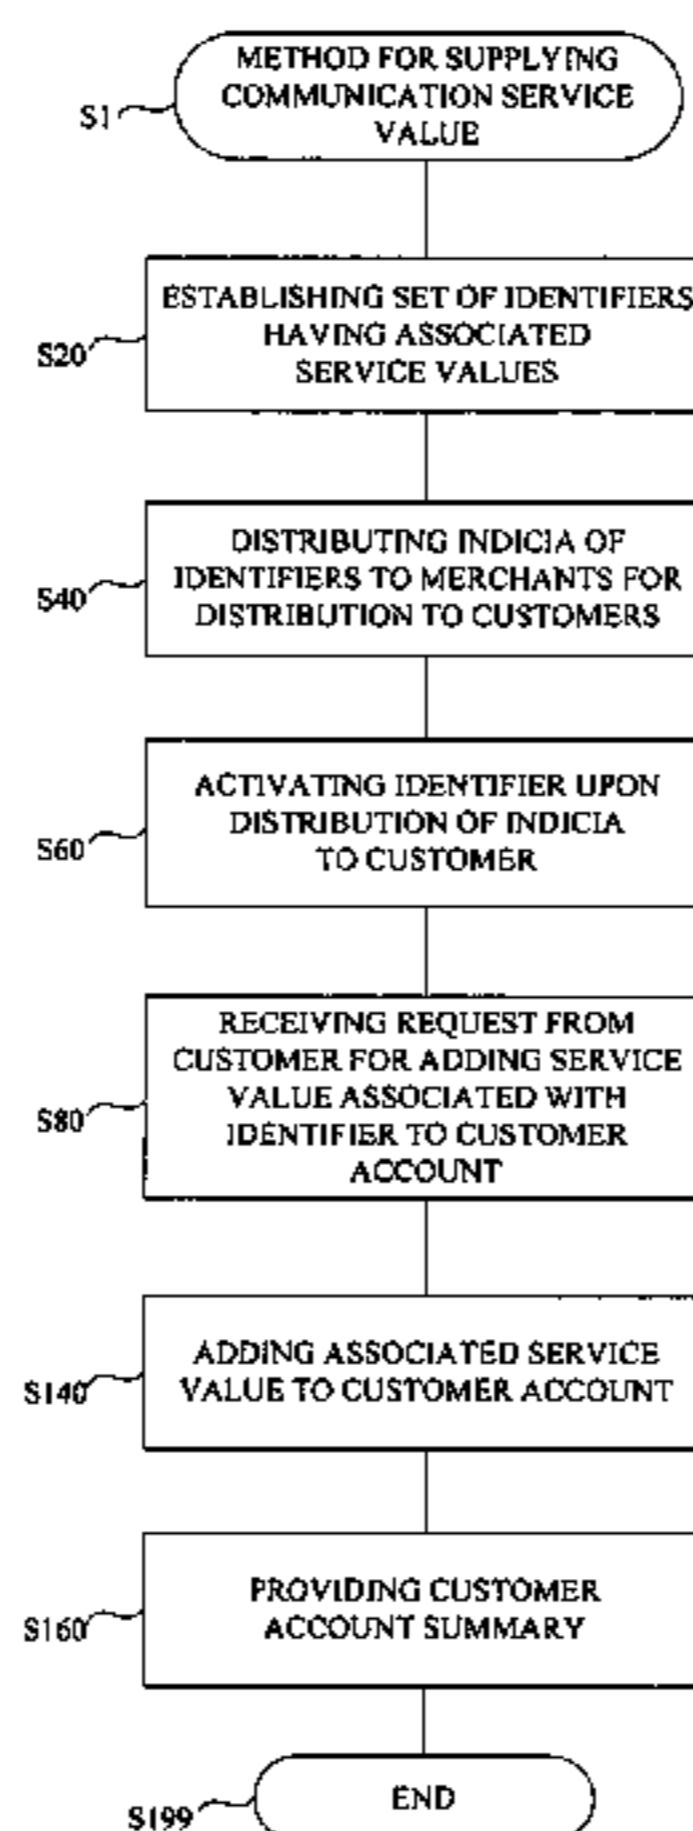 METHOD FOR SUPPLYING
COMMUNICATION SERVICE
VALUE
S1
ESTABLISHING SET OF IDENTIFIERS
HAVING ASSOCIATED
SERVICE VALUES
S20
DISTRIBUTING INDICIA OF
IDENTIFIERS TO MERCHANTS FOR
DISTRIBUTION TO CUSTOMERS
S40
ACTIVATING IDENTIFIER UPON
DISTRIBUTION OF INDICIA
TO CUSTOMER
S60
RECEIVING REQUEST FROM
CUSTOMER FOR ADDING SERVICE
VALUE ASSOCIATED WITH
IDENTIFIER TO CUSTOMER
ACCOUNT
S80
ADDING ASSOCIATED SERVICE
VALUE TO CUSTOMER ACCOUNT
S140
PROVIDING CUSTOMER
ACCOUNT SUMMARY
S160
END
S199